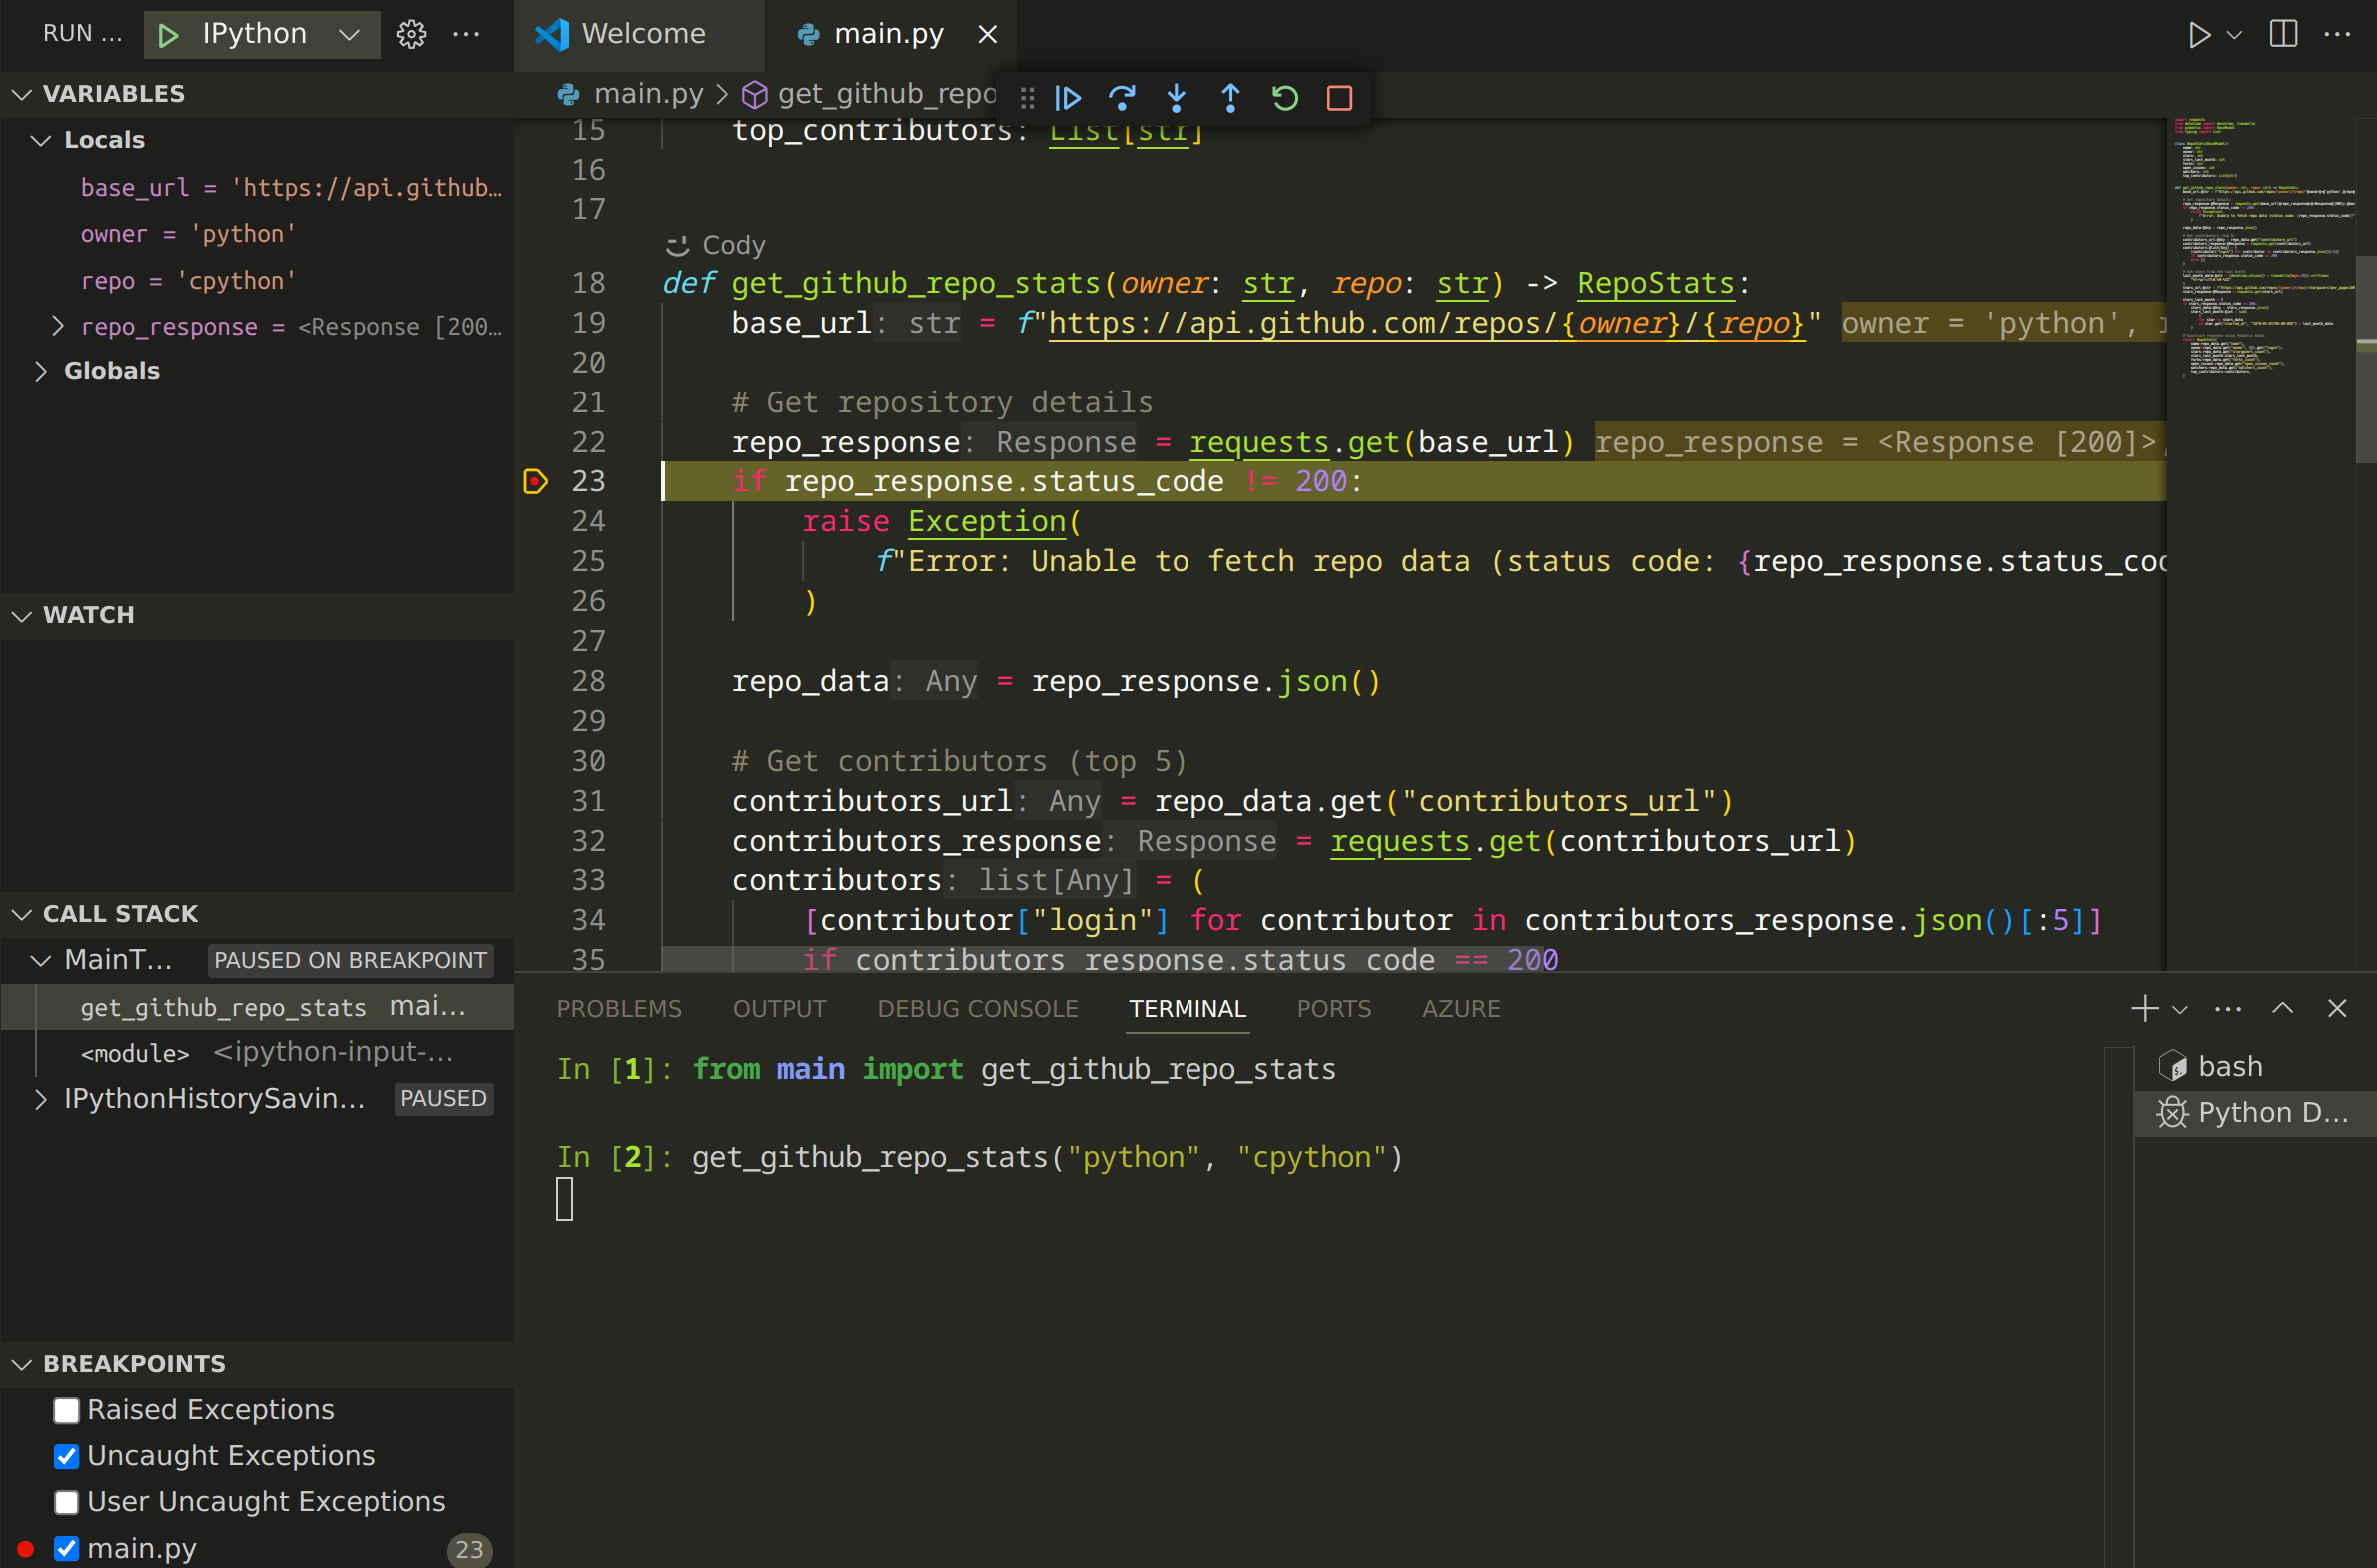 RUN ...
IPython
Welcome
main.py
VARIABLES
Locals
base_url = 'https://api.github...
owner = 'python'
repo = 'cpython'
repo_response = <Response [200...
Globals
WATCH
CALL STACK
MainT... PAUSED ON BREAKPOINT
get_github_repo_stats mai...
<module> <ipython-input-...
IPythonHistorySavin... PAUSED
BREAKPOINTS
Raised Exceptions
Uncaught Exceptions
User Uncaught Exceptions
main.py 23
main.py > get_github_repo
15 top_contributors: List[str]
16
17
Cody
18 def get_github_repo_stats(owner: str, repo: str) -> RepoStats:
19 base_url: str = f"https://api.github.com/repos/{owner}/{repo}" owner = 'python',
20
21 # Get repository details
22 repo_response: Response = requests.get(base_url) repo_response = <Response [200]>,
23 if repo_response.status_code != 200:
24 raise Exception(
25 f"Error: Unable to fetch repo data (status code: {repo_response.status_cod
26 )
27
28 repo_data: Any = repo_response.json()
29
30 # Get contributors (top 5)
31 contributors_url: Any = repo_data.get("contributors_url")
32 contributors_response: Response = requests.get(contributors_url)
33 contributors: list[Any] = (
34 [contributor["login"] for contributor in contributors_response.json()[:5]]
35 if contributors_response.status_code == 200
PROBLEMS OUTPUT DEBUG CONSOLE TERMINAL PORTS AZURE
In [1]: from main import get_github_repo_stats
In [2]: get_github_repo_stats("python", "cpython")
bash
Python D...